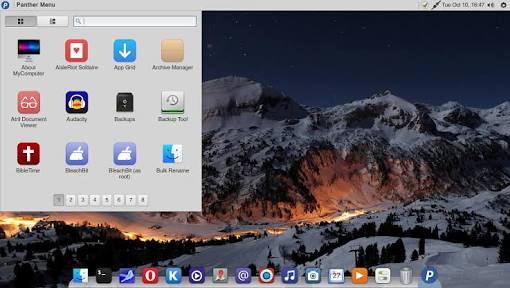 Panther Menu
Tue Oct 10, 16:47
About MyComputer
AisleRiot Solitaire
App Grid
Archive Manager
Atril Document Viewer
Audacity
Backups
Backup Tool
BibleTime
BleachBit
BleachBit (as root)
Bulk Rename
1 2 3 4 5 6 7 8
27